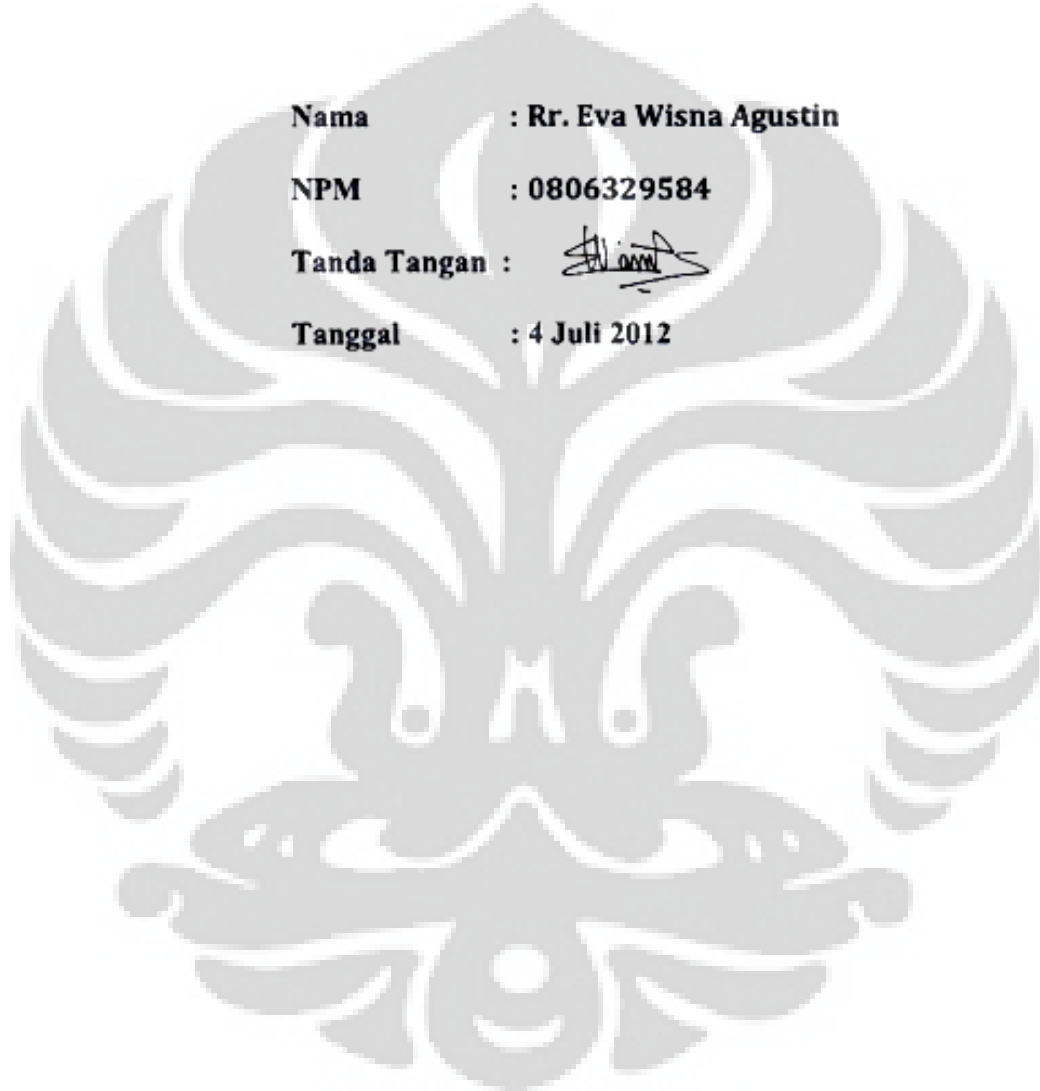 Nama : Rr. Eva Wisna Agustin
NPM : 0806329584
Tanda Tangan :
Tanggal : 4 Juli 2012